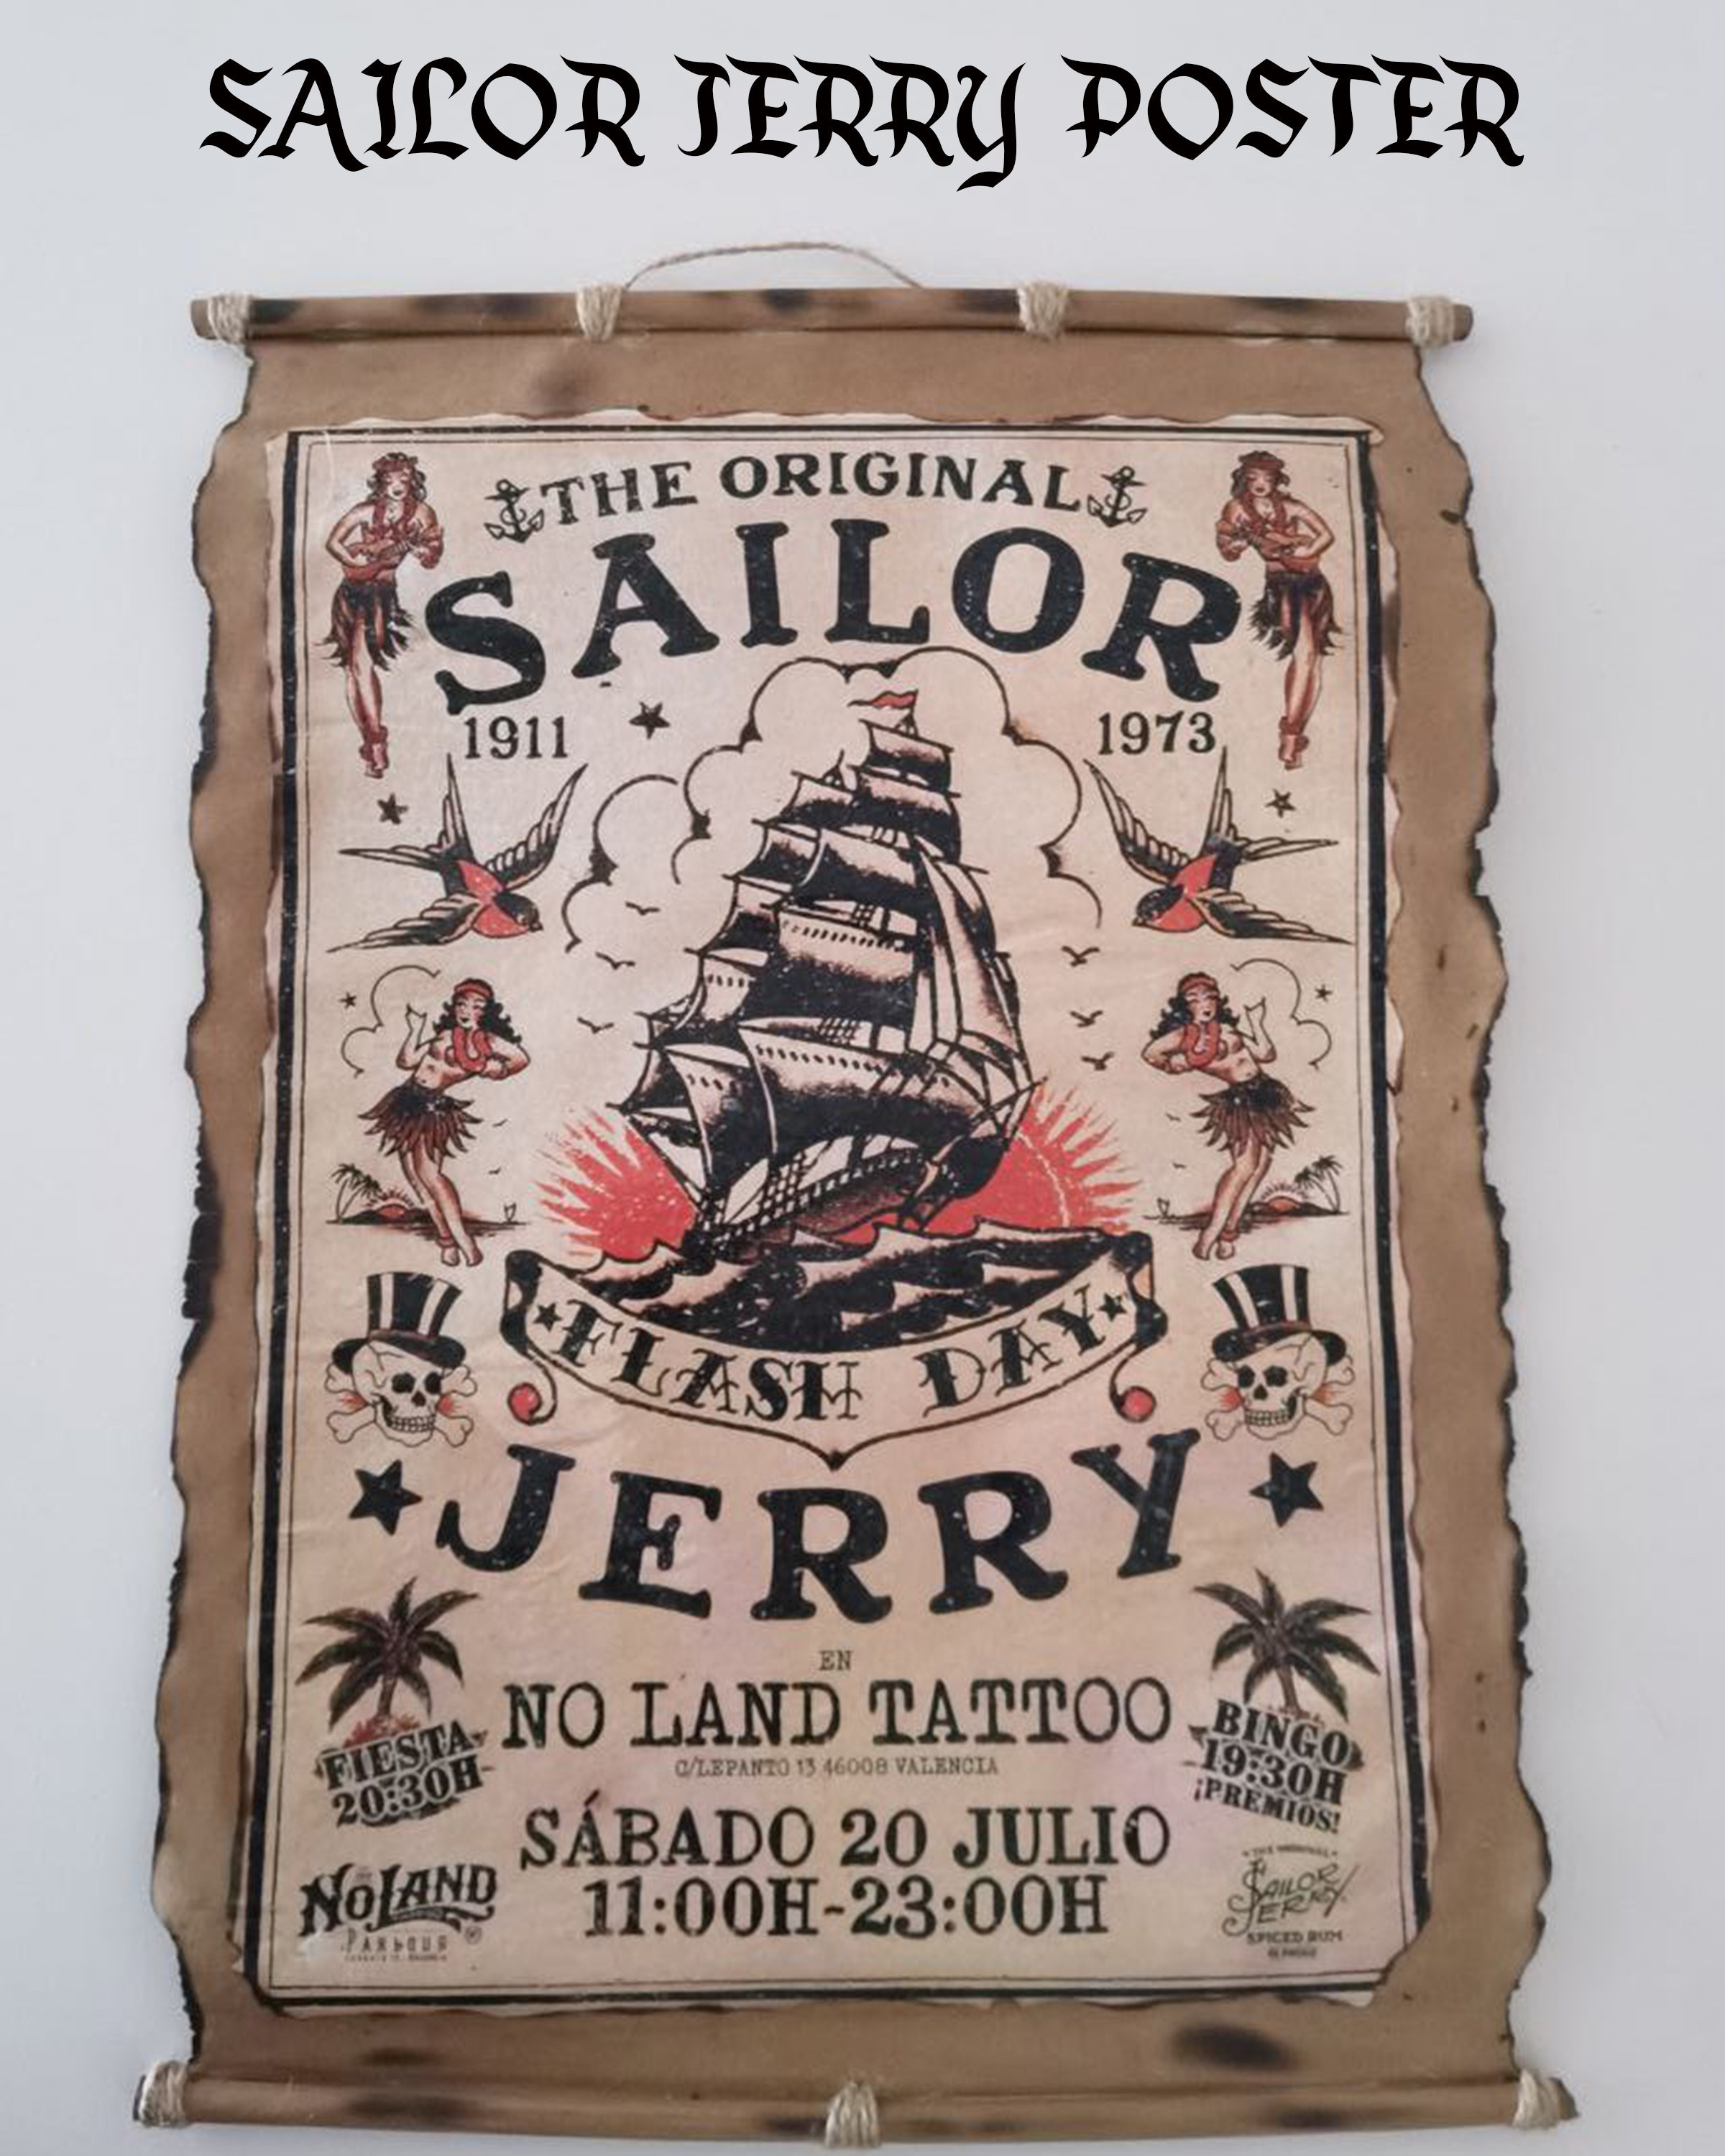 SAILOR JERRY POSTER
THE ORIGINAL
SAILOR
1911
1973
FLASH DAY
JERRY
EN
NO LAND TATTOO
C/LEPANTO 13 46008 VALENCIA
FIESTA
20:30H
BINGO
19:30H
¡PREMIOS!
SÁBADO 20 JULIO
11:00H-23:00H
NOLAND
PARLOUR
THE ORIGINAL
SAILOR
JERRY
SPICED RUM